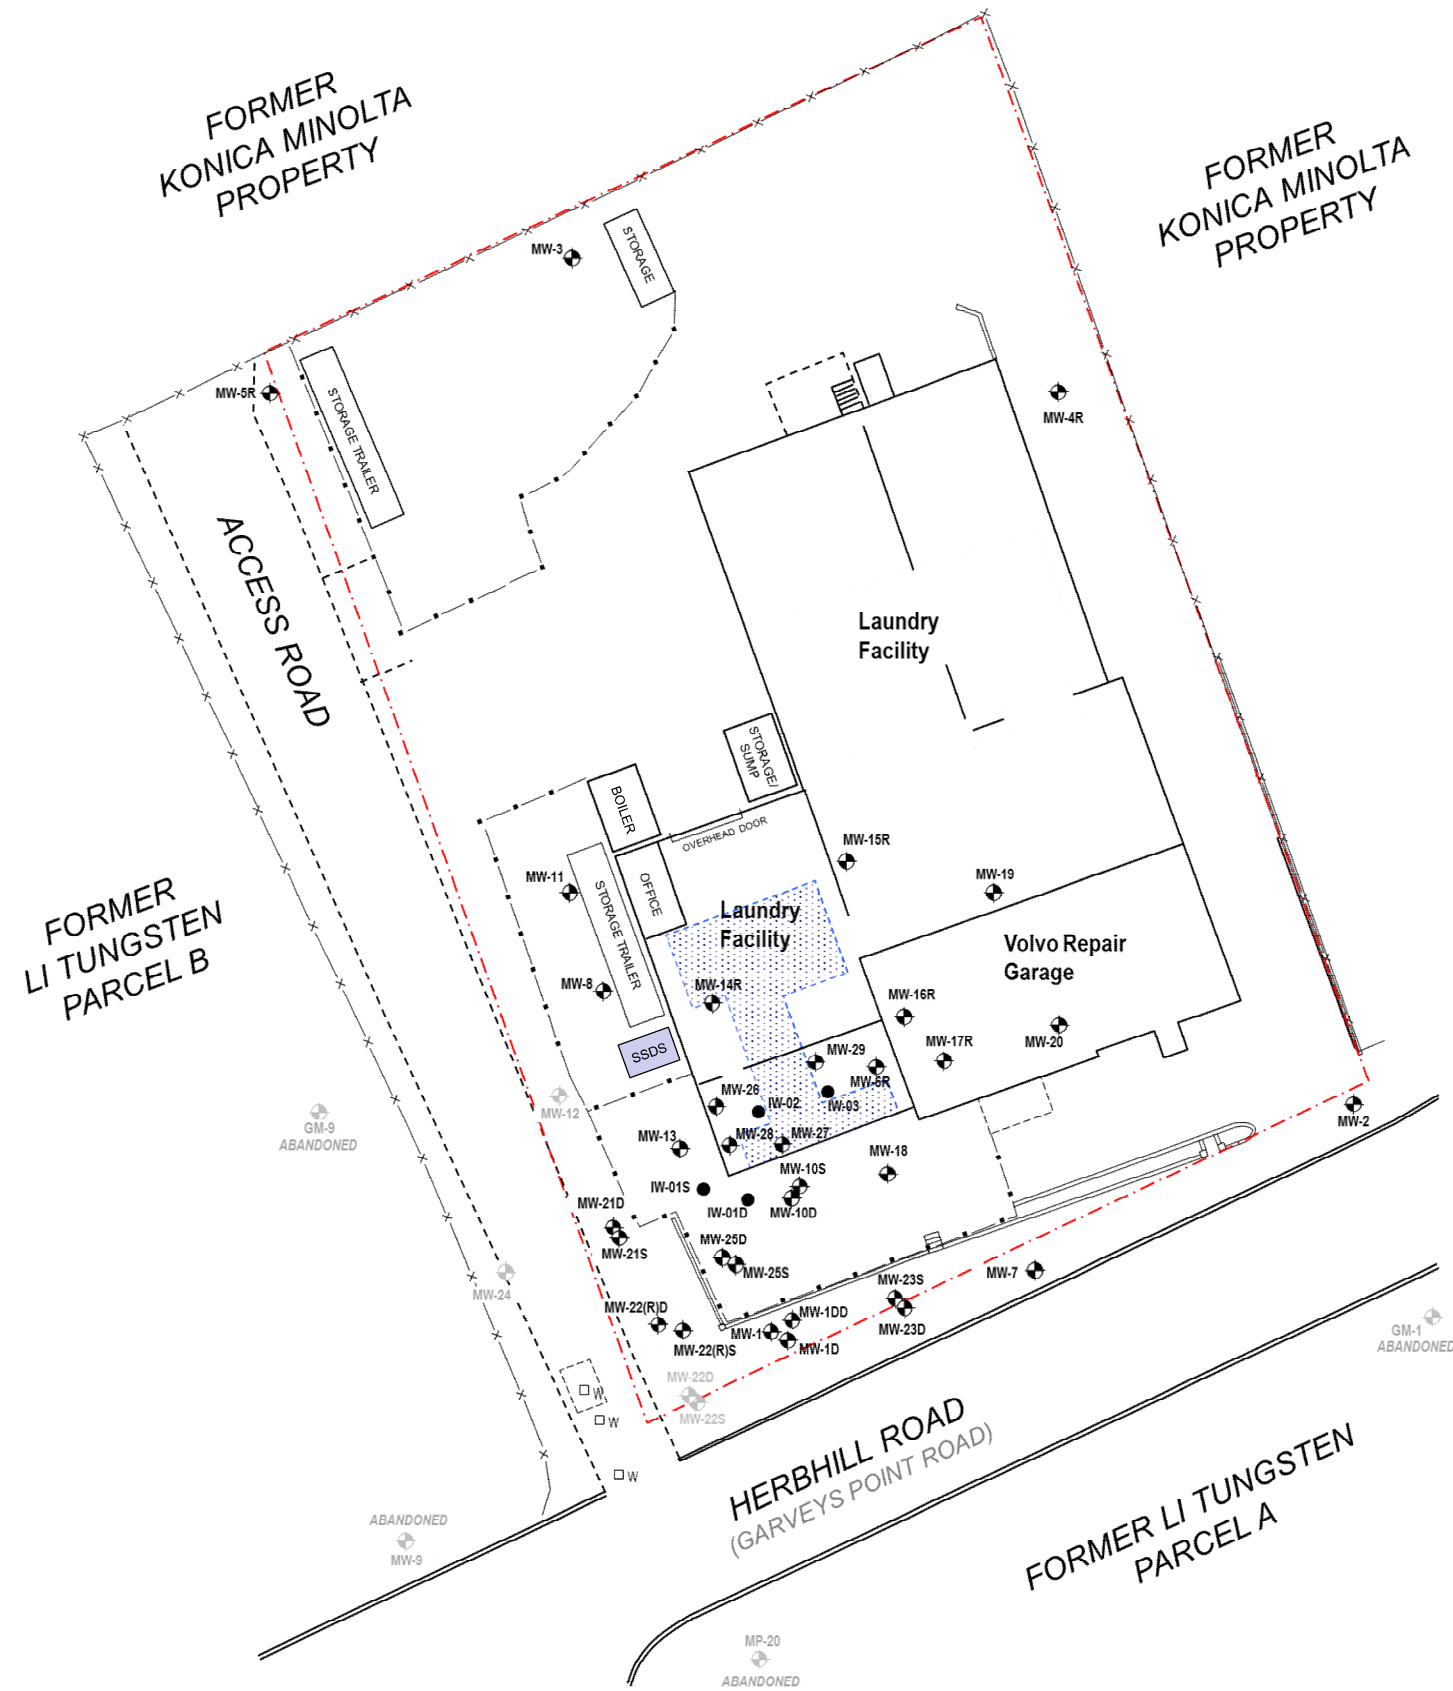 FORMER
KONICA MINOLTA
PROPERTY
FORMER
KONICA MINOLTA
PROPERTY
MW-3
STORAGE
MW-5R
STORAGE TRAILER
MW-4R
ACCESS ROAD
Laundry
Facility
STORAGE/
SUMP
BOILER
OVERHEAD DOOR
MW-15R
MW-11
OFFICE
STORAGE TRAILER
MW-19
FORMER
LI TUNGSTEN
PARCEL B
Laundry
Facility
Volvo Repair
Garage
MW-8
MW-14R
MW-16R
MW-20
SSDS
MW-29
MW-17R
MW-6R
MW-26
IW-02
IW-03
MW-12
GM-9
ABANDONED
MW-2
MW-13
MW-28
MW-27
MW-18
MW-10S
IW-01S
IW-01D
MW-10D
MW-21D
MW-21S
MW-25D
MW-25S
MW-24
MW-7
MW-23S
MW-23D
MW-22(R)D
MW-22(R)S
MW-1
MW-1DD
MW-1D
GM-1
ABANDONED
MW-22D
MW-22S
W
W
W
HERBHILL ROAD
(GARVEYS POINT ROAD)
FORMER LI TUNGSTEN
PARCEL A
ABANDONED
MW-9
MP-20
ABANDONED